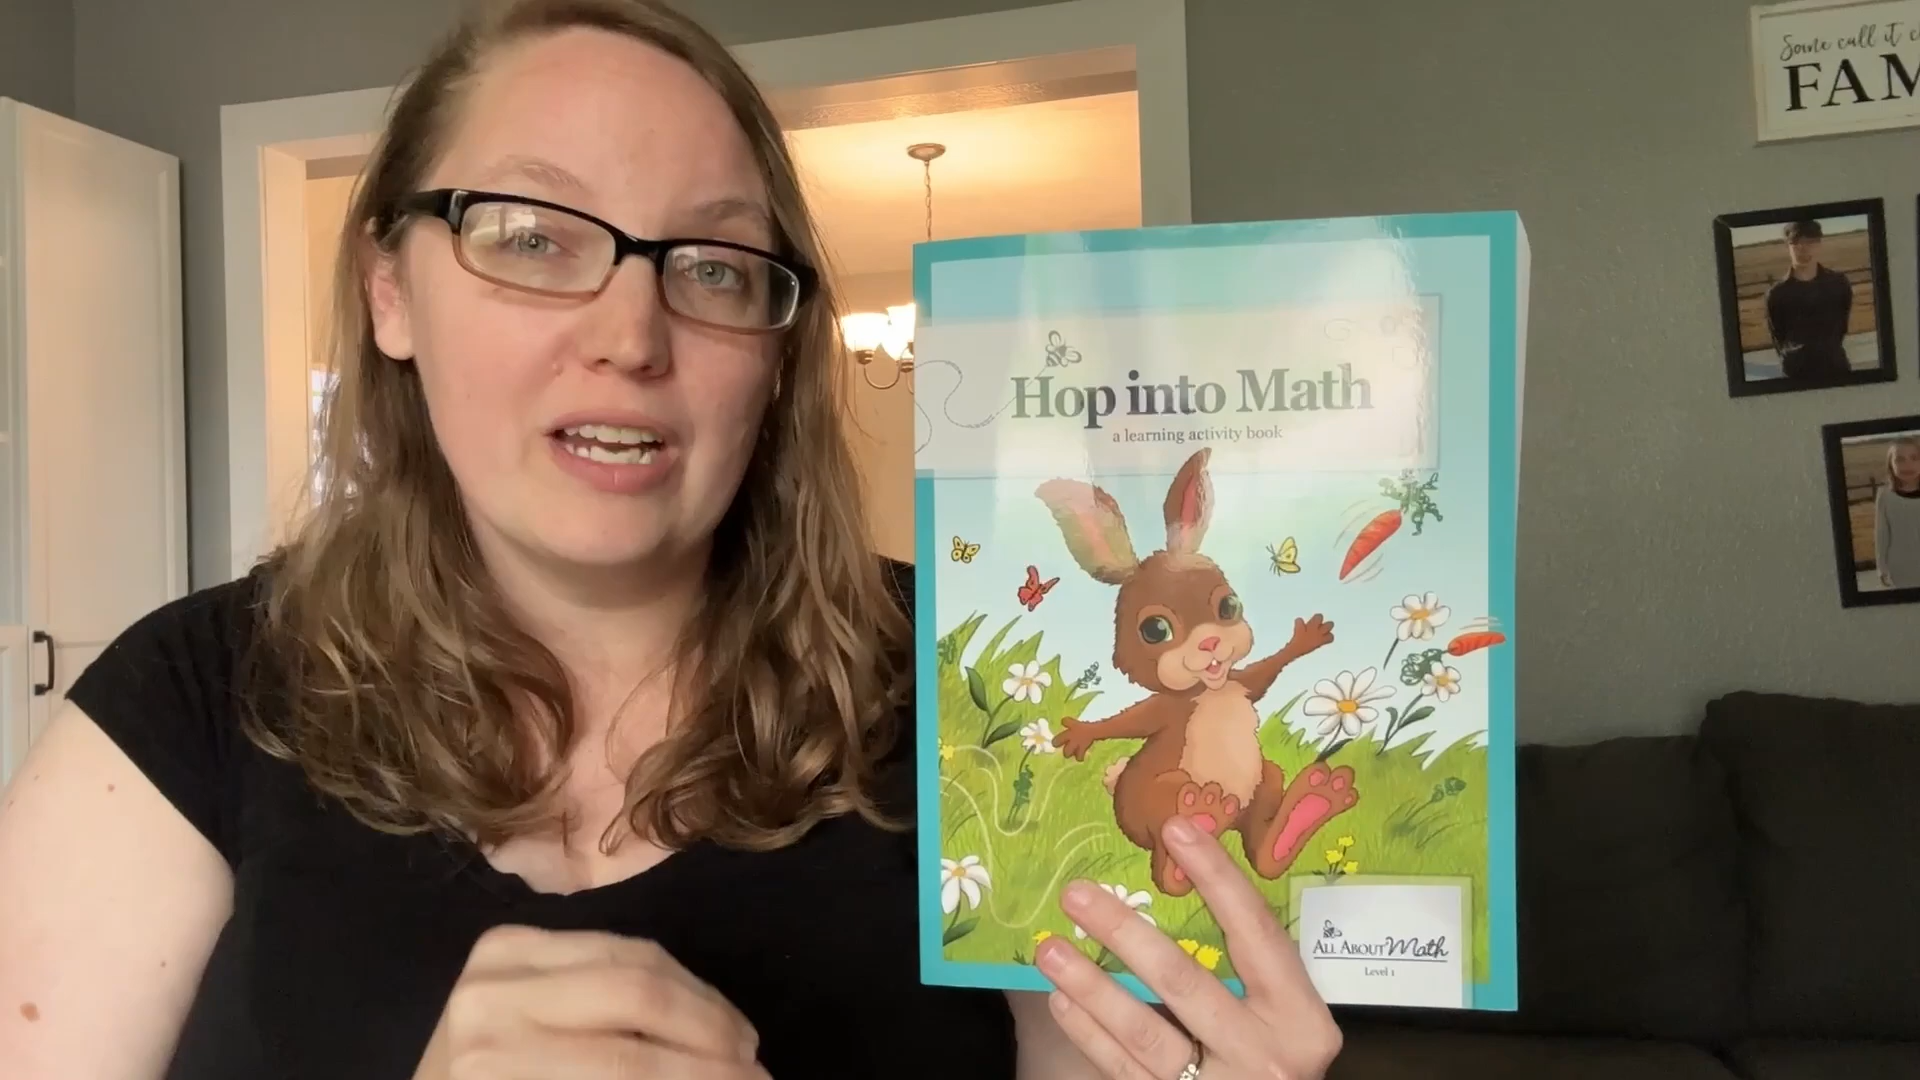 Some call it
FAM
Hop into Math
a learning activity book
All About Math
Level 1